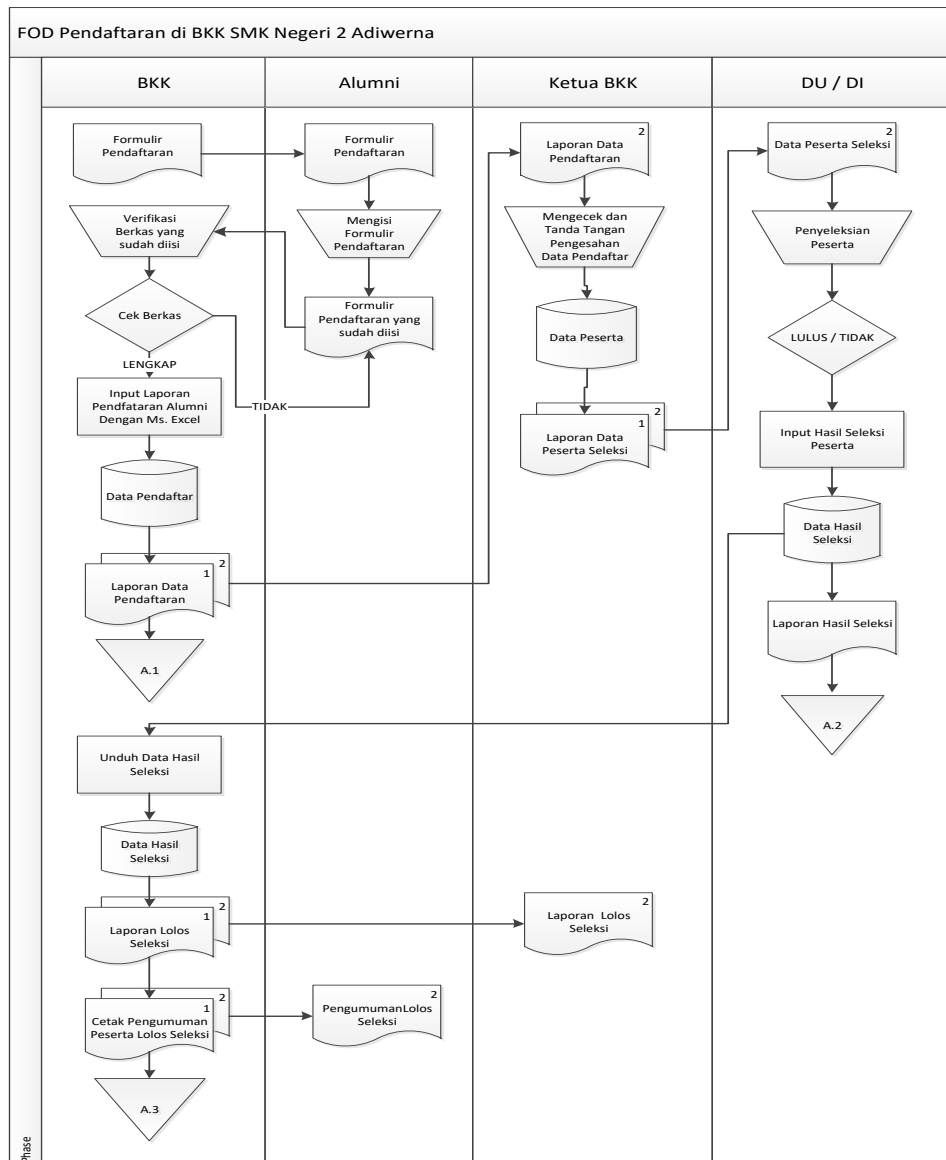 FOD Pendaftaran di BKK SMK Negeri 2 Adiwerna
BKK
Alumni
Ketua BKK
DU / DI
Formulir
Pendaftaran
Formulir
Pendaftaran
2
Laporan Data
Pendaftaran
2
Data Peserta Seleksi
Verifikasi
Berkas yang
sudah diisi
Mengisi
Formulir
Pendaftaran
Mengecek dan
Tanda Tangan
Pengesahan
Data Pendaftar
Penyeleksian
Peserta
Cek Berkas
Formulir
Pendaftaran yang
sudah diisi
Data Peserta
LULUS / TIDAK
LENGKAP
TIDAK
Input Laporan
Pendfataran Alumni
Dengan Ms. Excel
2
1
Laporan Data
Peserta Seleksi
Input Hasil Seleksi
Peserta
Data Pendaftar
Data Hasil
Seleksi
2
1
Laporan Data
Pendaftaran
Laporan Hasil Seleksi
A.1
A.2
Unduh Data Hasil
Seleksi
Data Hasil
Seleksi
2
1
Laporan Lolos
Seleksi
2
Laporan Lolos
Seleksi
2
1
Cetak Pengumuman
Peserta Lolos Seleksi
2
PengumumanLolos
Seleksi
A.3
Phase